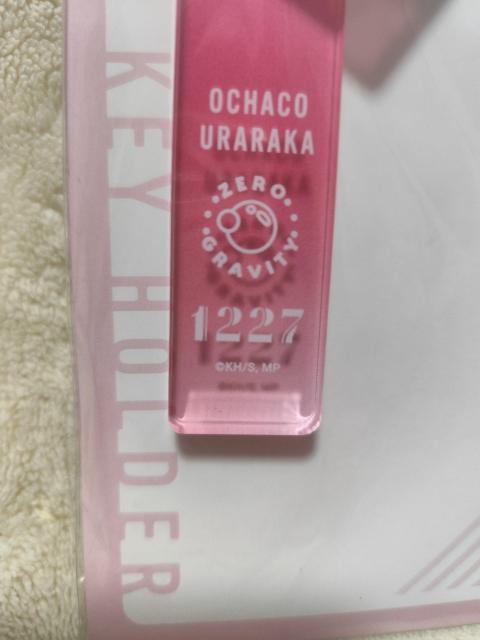 OCHACO
URARAKA
ZERO
GRAVITY
1227
©KH/S, MP
KEY HOLDER